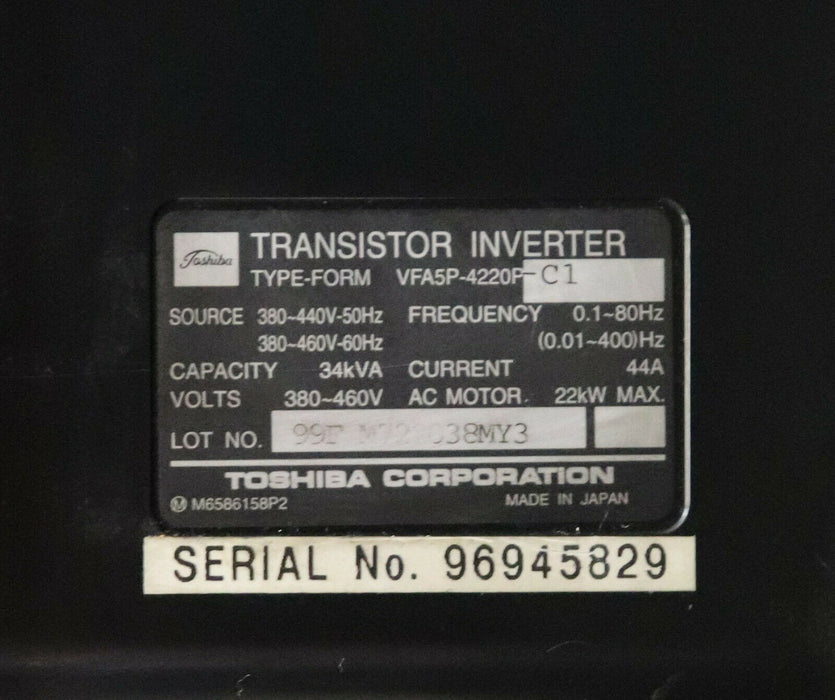 Toshiba
TRANSISTOR INVERTER
TYPE-FORM VFA5P-4220P-C1
SOURCE 380~440V-50Hz FREQUENCY 0.1~80Hz
380~460V-60Hz (0.01~400)Hz
CAPACITY 34kVA CURRENT 44A
VOLTS 380~460V AC MOTOR. 22kW MAX.
LOT NO.
TOSHIBA CORPORATION
M M6586158P2 MADE IN JAPAN
SERIAL No. 96945829